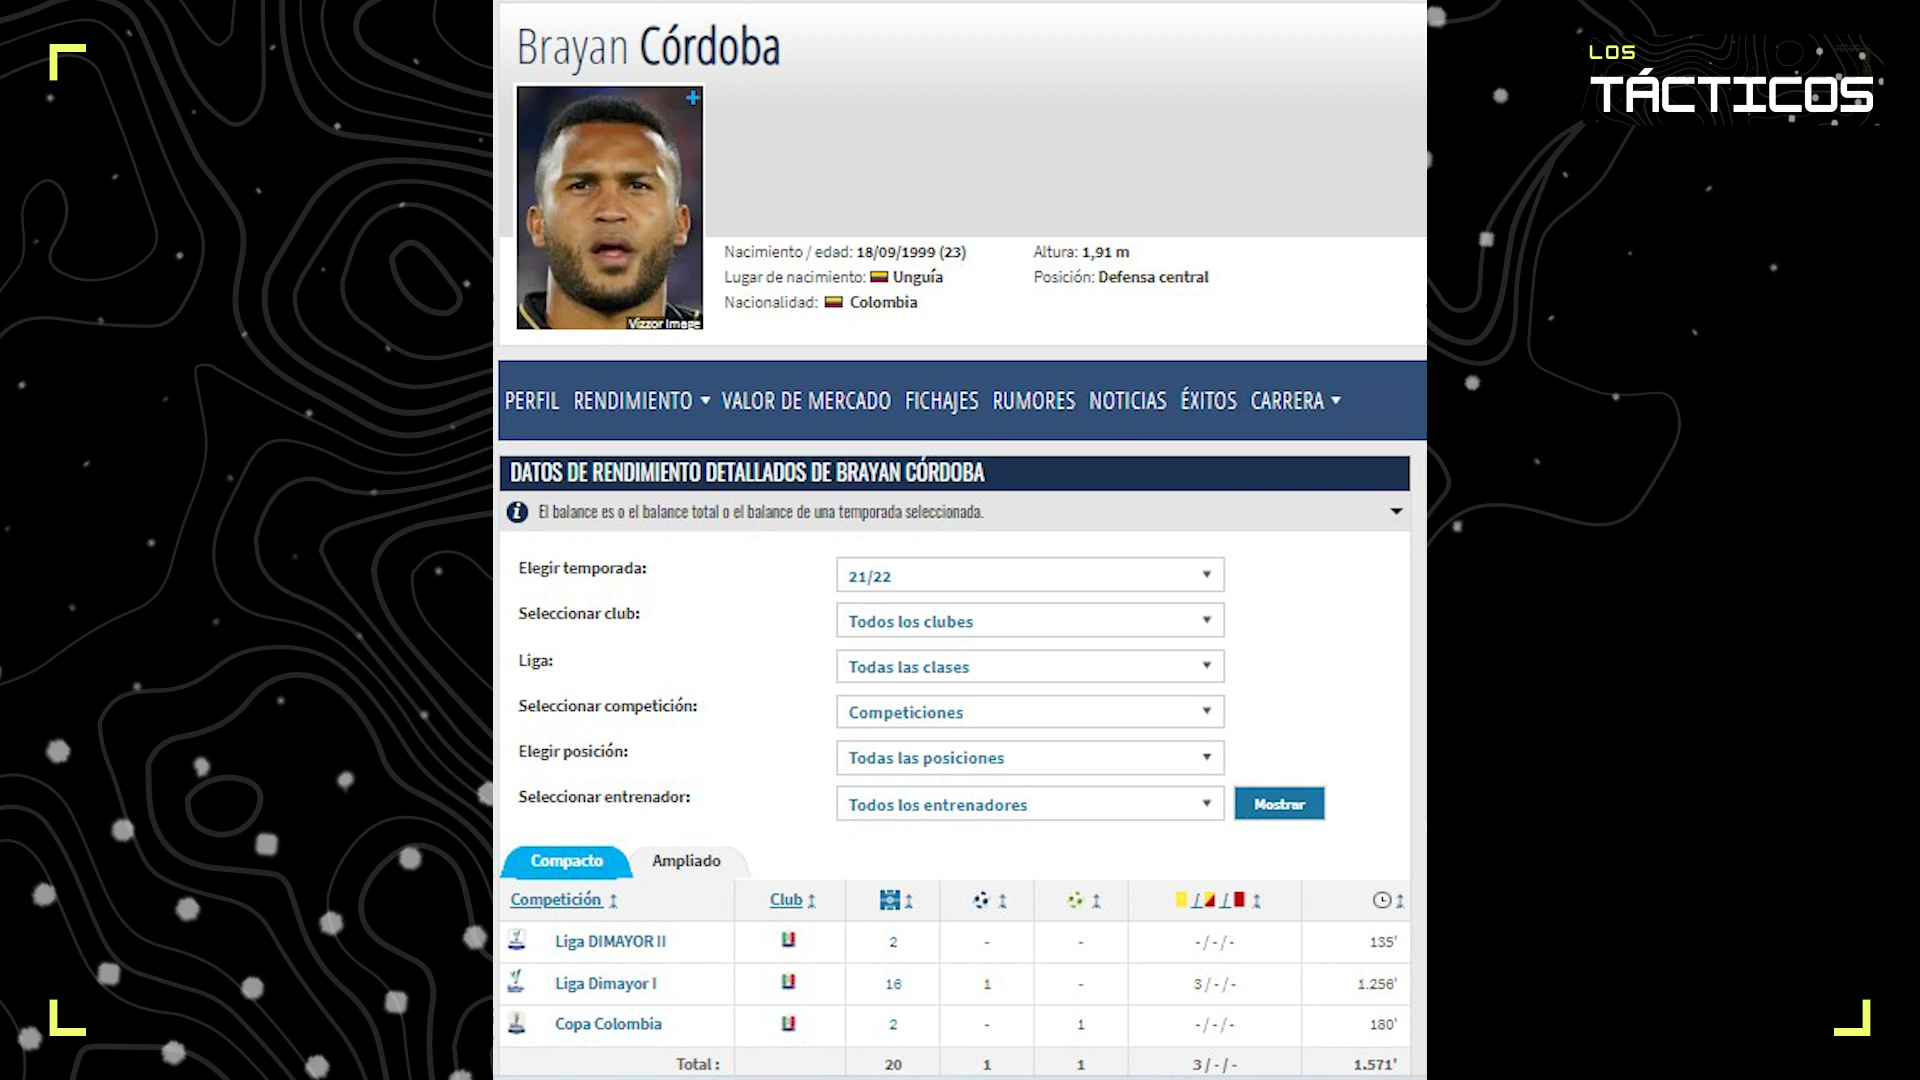 LOS
TÁCTICOS
Brayan Córdoba
Vizzor Image
Nacimiento / edad: 18/09/1999 (23)
Lugar de nacimiento: Unguía
Nacionalidad: Colombia
Altura: 1,91 m
Posición: Defensa central
PERFIL RENDIMIENTO VALOR DE MERCADO FICHAJES RUMORES NOTICIAS ÉXITOS CARRERA
DATOS DE RENDIMIENTO DETALLADOS DE BRAYAN CÓRDOBA
El balance es o el balance total o el balance de una temporada seleccionada.
Elegir temporada: 21/22
Seleccionar club: Todos los clubes
Liga: Todas las clases
Seleccionar competición: Competiciones
Elegir posición: Todas las posiciones
Seleccionar entrenador: Todos los entrenadores Mostrar
Compacto Ampliado
Competición Club / /
Liga DIMAYOR II 2 - - -/-/- 135'
Liga Dimayor I 16 1 - 3/-/- 1.256'
Copa Colombia 2 - 1 -/-/- 180'
Total : 20 1 1 3/-/- 1.571'